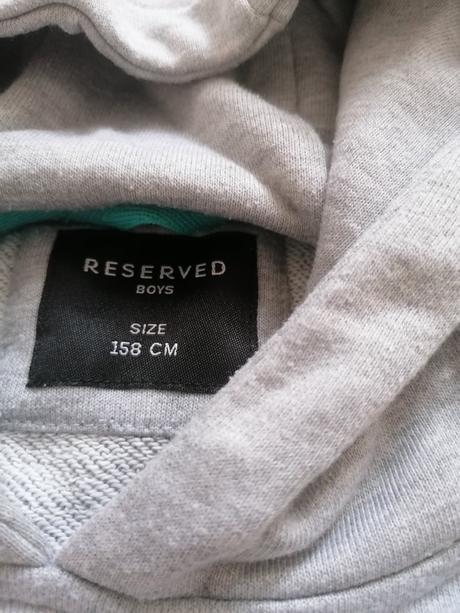 RESERVED
BOYS
SIZE
158 CM